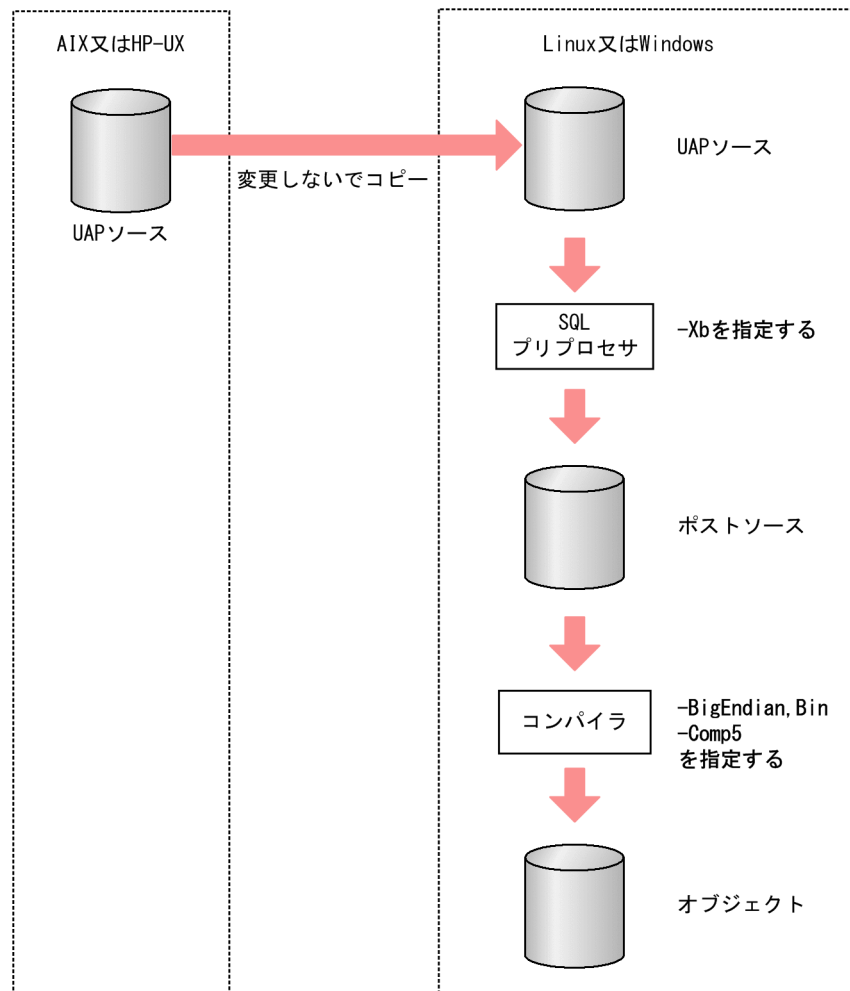 AIX又はHP-UX
Linux又はWindows
UAPソース
変更しないでコピー
UAPソース
SQL
プリプロセサ
-Xbを指定する
ポストソース
コンパイラ
-BigEndian,Bin
-Comp5
を指定する
オブジェクト